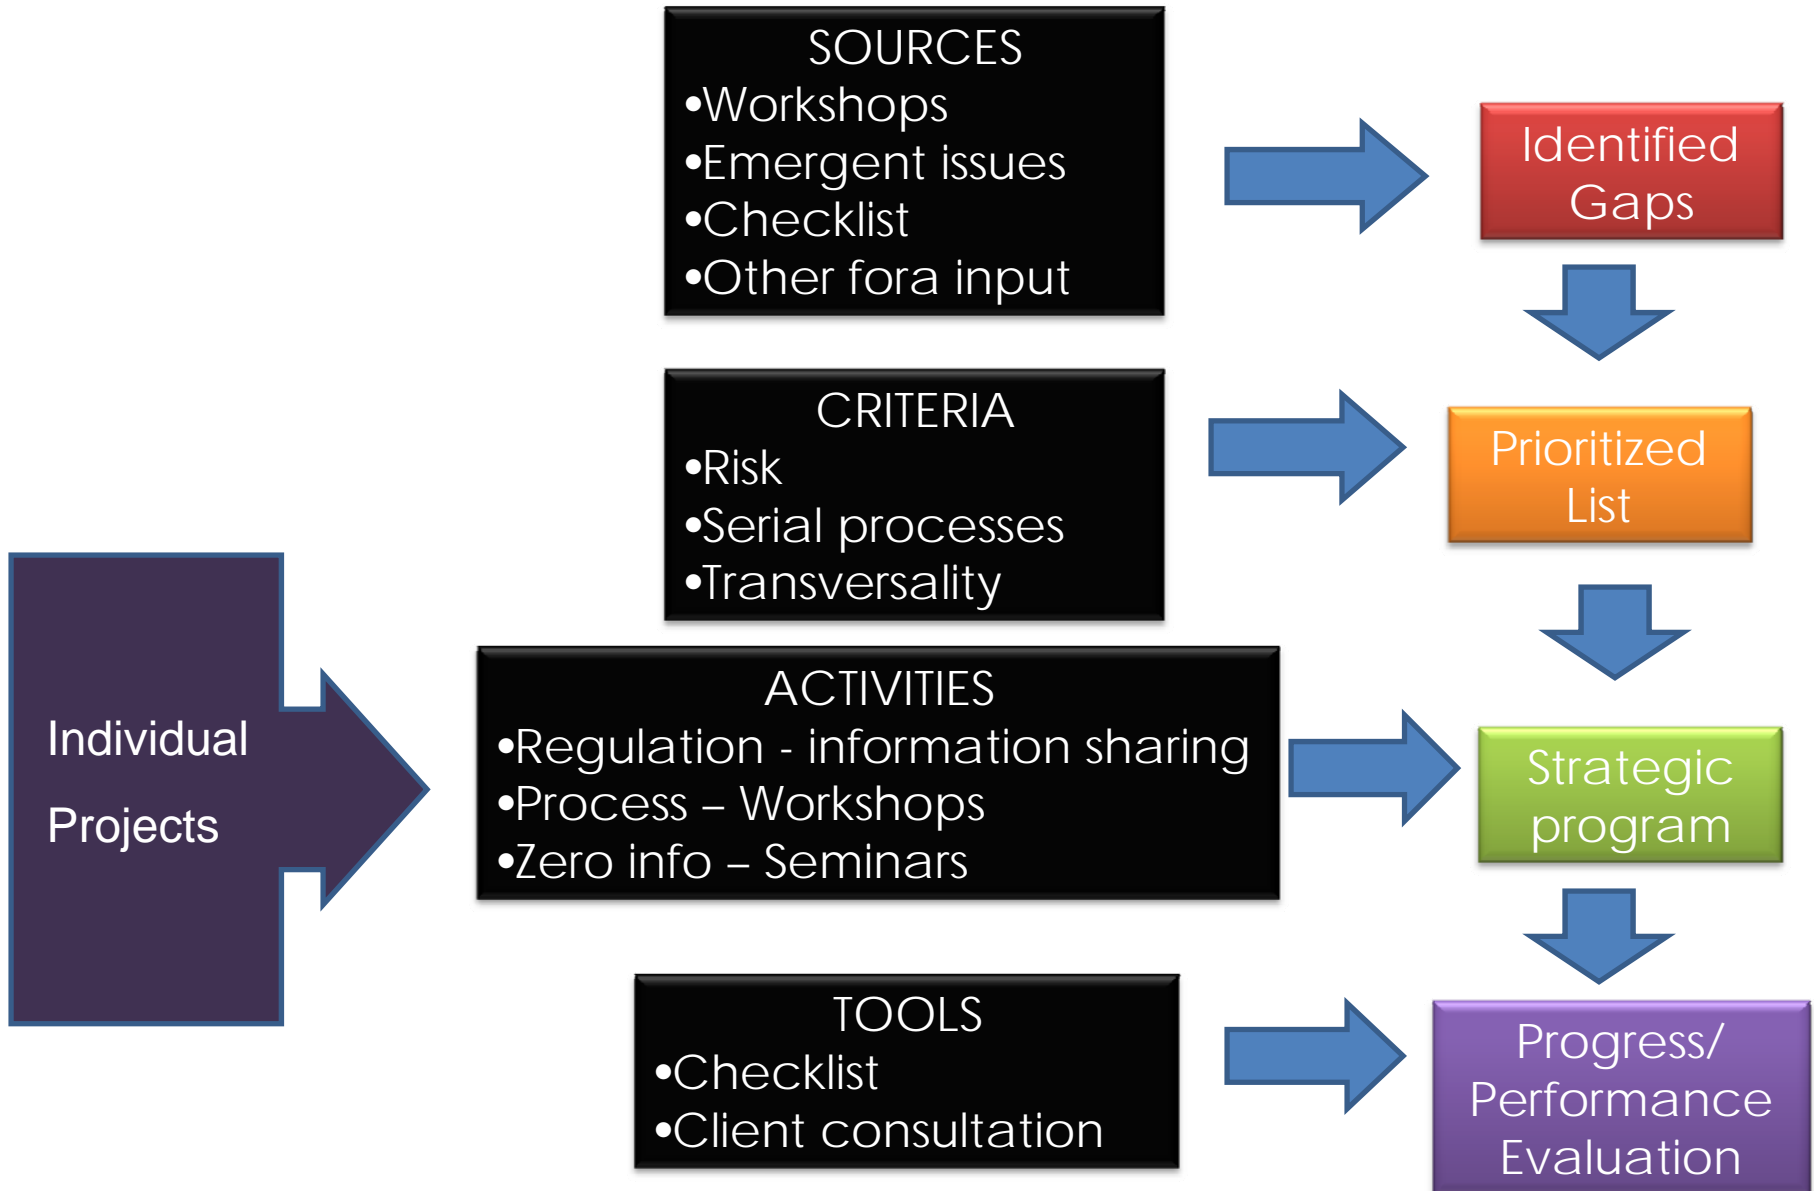 SOURCES
•Workshops
•Emergent issues
•Checklist
•Other fora input
Identified
Gaps
CRITERIA
•Risk
•Serial processes
•Transversality
Prioritized
List
Individual
Projects
ACTIVITIES
•Regulation - information sharing
•Process – Workshops
•Zero info – Seminars
Strategic
program
TOOLS
•Checklist
•Client consultation
Progress/
Performance
Evaluation